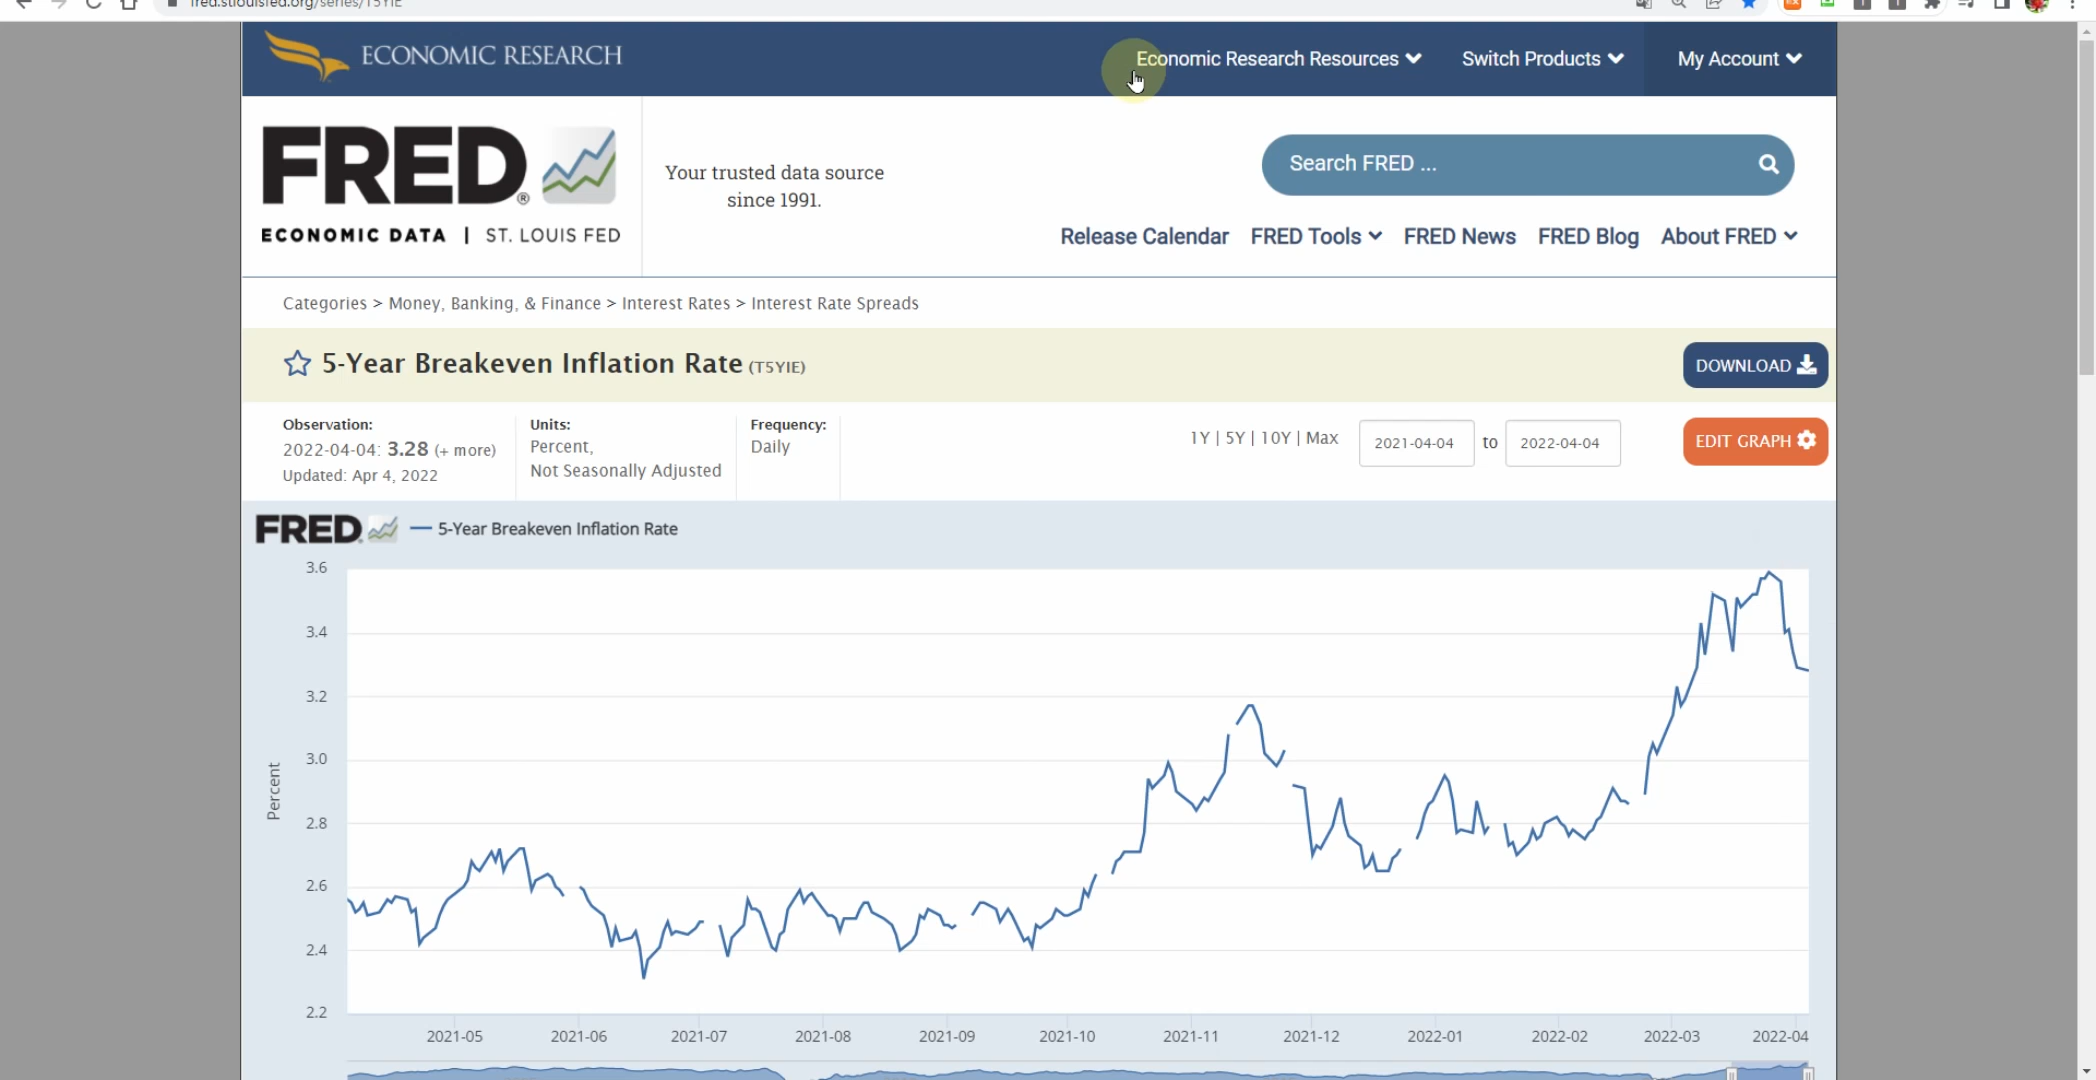 fred.stlouisfed.org/series/T5YIE
ECONOMIC RESEARCH
Economic Research Resources
Switch Products
My Account
FRED®
ECONOMIC DATA | ST. LOUIS FED
Your trusted data source
since 1991.
Search FRED ...
Release Calendar
FRED Tools
FRED News
FRED Blog
About FRED
Categories > Money, Banking, & Finance > Interest Rates > Interest Rate Spreads
5-Year Breakeven Inflation Rate (T5YIE)
DOWNLOAD
Observation:
2022-04-04: 3.28 (+ more)
Updated: Apr 4, 2022
Units:
Percent,
Not Seasonally Adjusted
Frequency:
Daily
1Y | 5Y | 10Y | Max
2021-04-04 to 2022-04-04
EDIT GRAPH
FRED
5-Year Breakeven Inflation Rate
3.6
3.4
3.2
3.0
2.8
2.6
2.4
2.2
Percent
2021-05
2021-06
2021-07
2021-08
2021-09
2021-10
2021-11
2021-12
2022-01
2022-02
2022-03
2022-04